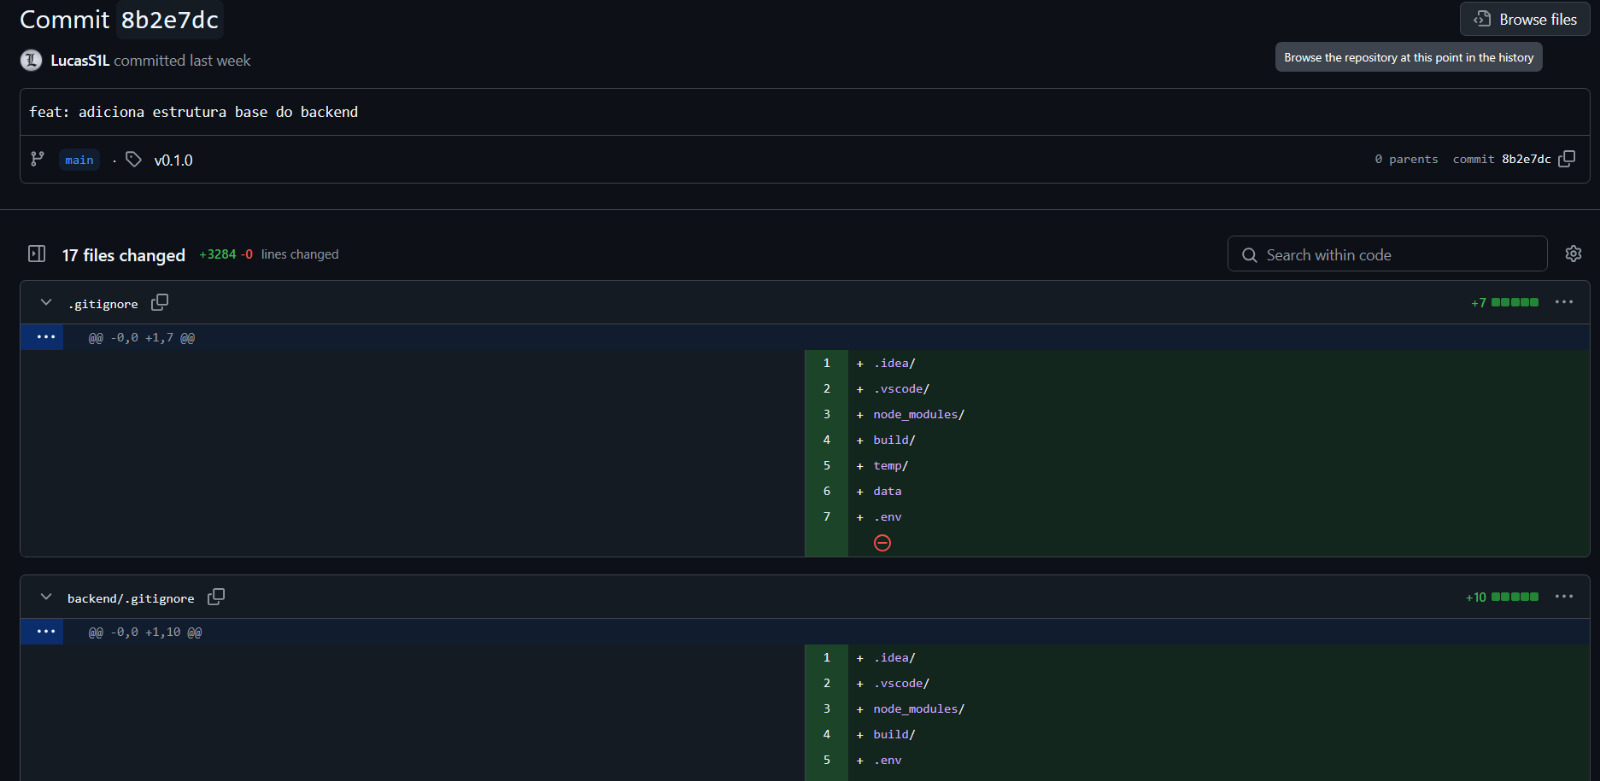 Commit 8b2e7dc
Browse files
LucasS1L committed last week
Browse the repository at this point in the history
feat: adiciona estrutura base do backend
main · v0.1.0
0 parents commit 8b2e7dc
17 files changed +3284 -0 lines changed
Search within code
.gitignore
+7
@@ -0,0 +1,7 @@
1 + .idea/
2 + .vscode/
3 + node_modules/
4 + build/
5 + temp/
6 + data
7 + .env
backend/.gitignore
+10
@@ -0,0 +1,10 @@
1 + .idea/
2 + .vscode/
3 + node_modules/
4 + build/
5 + .env